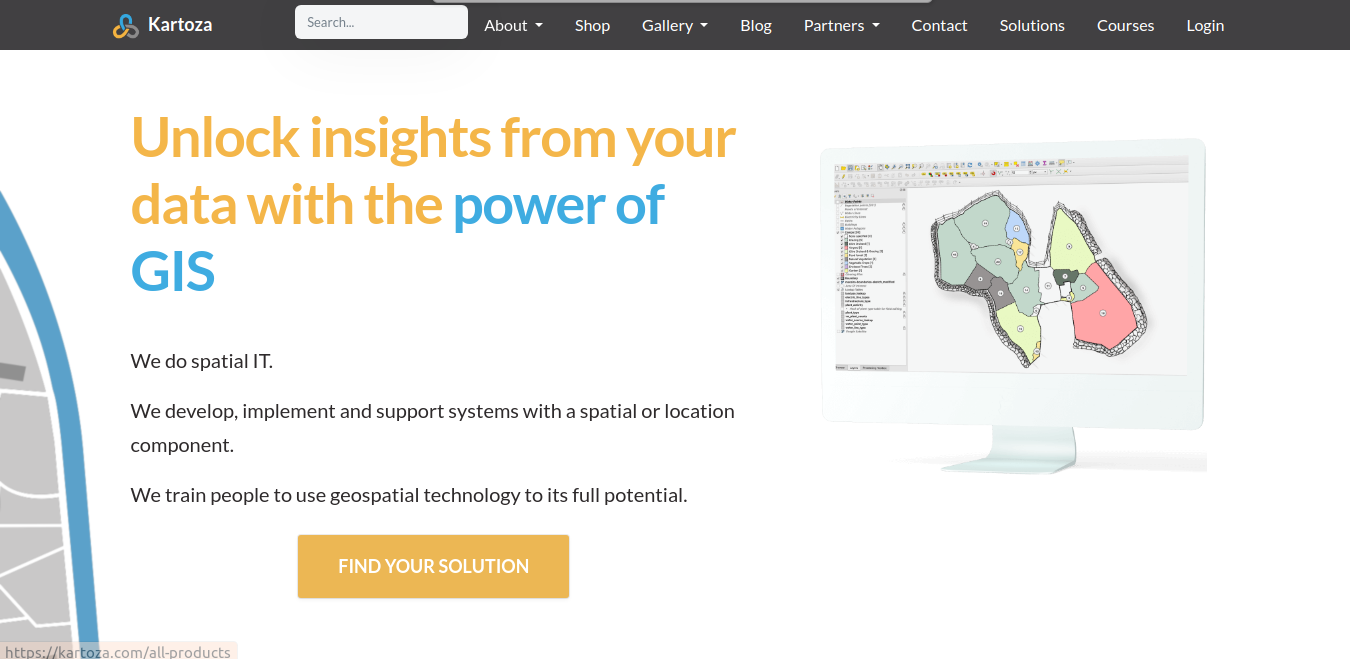 Kartoza
Search...
About
Shop
Gallery
Blog
Partners
Contact
Solutions
Courses
Login
Unlock insights from your
data with the power of
GIS
We do spatial IT.
We develop, implement and support systems with a spatial or location
component.
We train people to use geospatial technology to its full potential.
FIND YOUR SOLUTION
https://kartoza.com/all-products